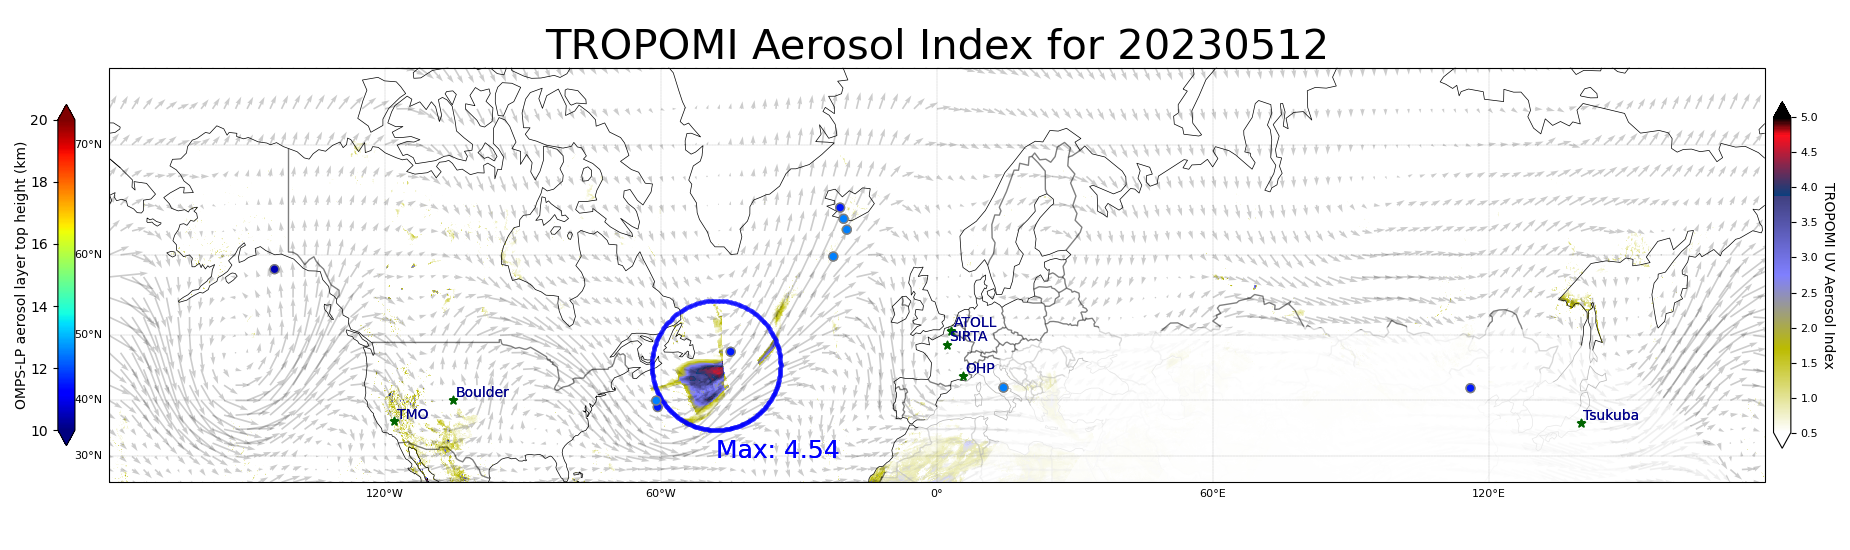 TROPOMI Aerosol Index for 20230512
OMPS-LP aerosol layer top height (km)
20
18
16
14
12
10
70°N
60°N
50°N
40°N
30°N
120°W
60°W
0°
60°E
120°E
ATOLL
SIRTA
OHP
Boulder
TMO
Tsukuba
Max: 4.54
5.0
4.5
4.0
3.5
3.0
2.5
2.0
1.5
1.0
0.5
TROPOMI UV Aerosol Index